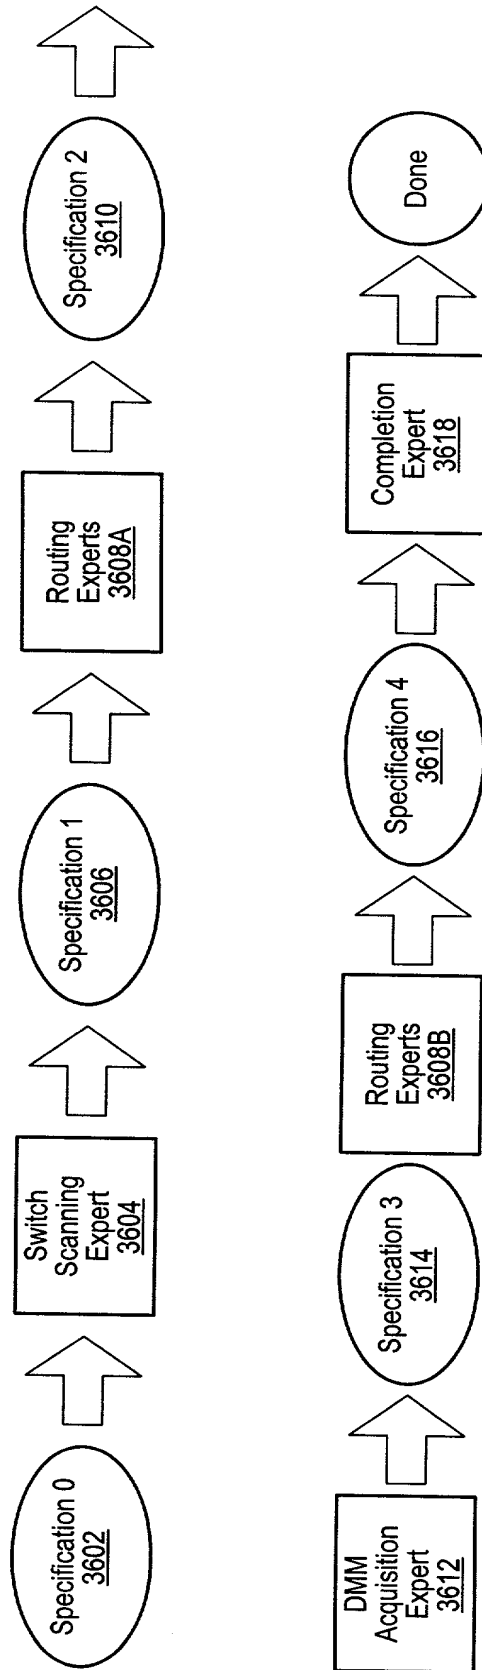 Specification 0
3602
Switch
Scanning
Expert
3604
Specification 1
3606
Routing
Experts
3608A
Specification 2
3610
DMM
Acquisition
Expert
3612
Specification 3
3614
Routing
Experts
3608B
Specification 4
3616
Completion
Expert
3618
Done